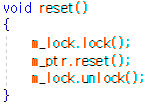 void reset()
{
m_lock.lock();
m_ptr.reset();
m_lock.unlock();
}